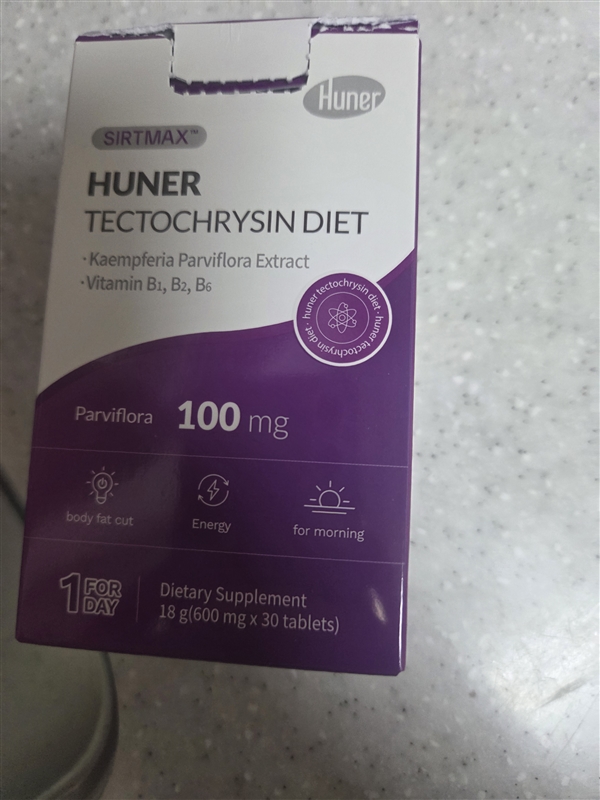 Huner
SIRTMAX™
HUNER
TECTOCHRYSIN DIET
·Kaempferia Parviflora Extract
·Vitamin B₁, B₂, B₆
huner tectochrysin diet · huner tectochrysin diet ·
Parviflora 100 mg
body fat cut
Energy
for morning
1 FOR DAY
Dietary Supplement
18 g(600 mg x 30 tablets)